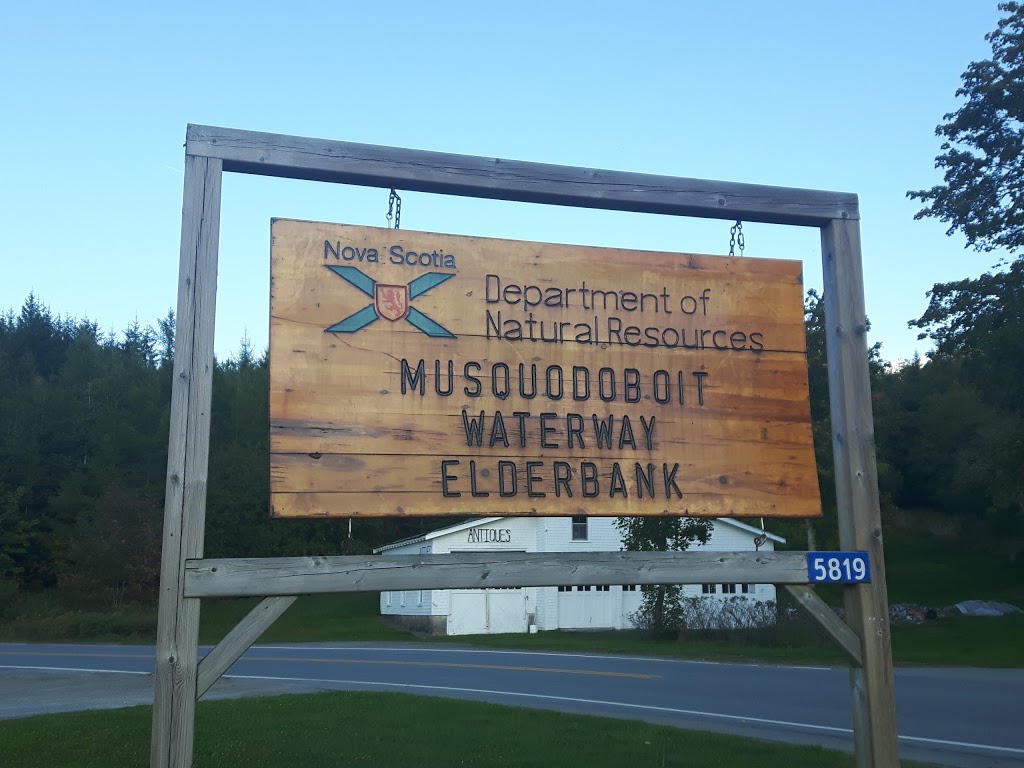 Nova Scotia
Department of
Natural Resources
MUSQUODOBOIT
WATERWAY
ELDERBANK
ANTIQUES
5819